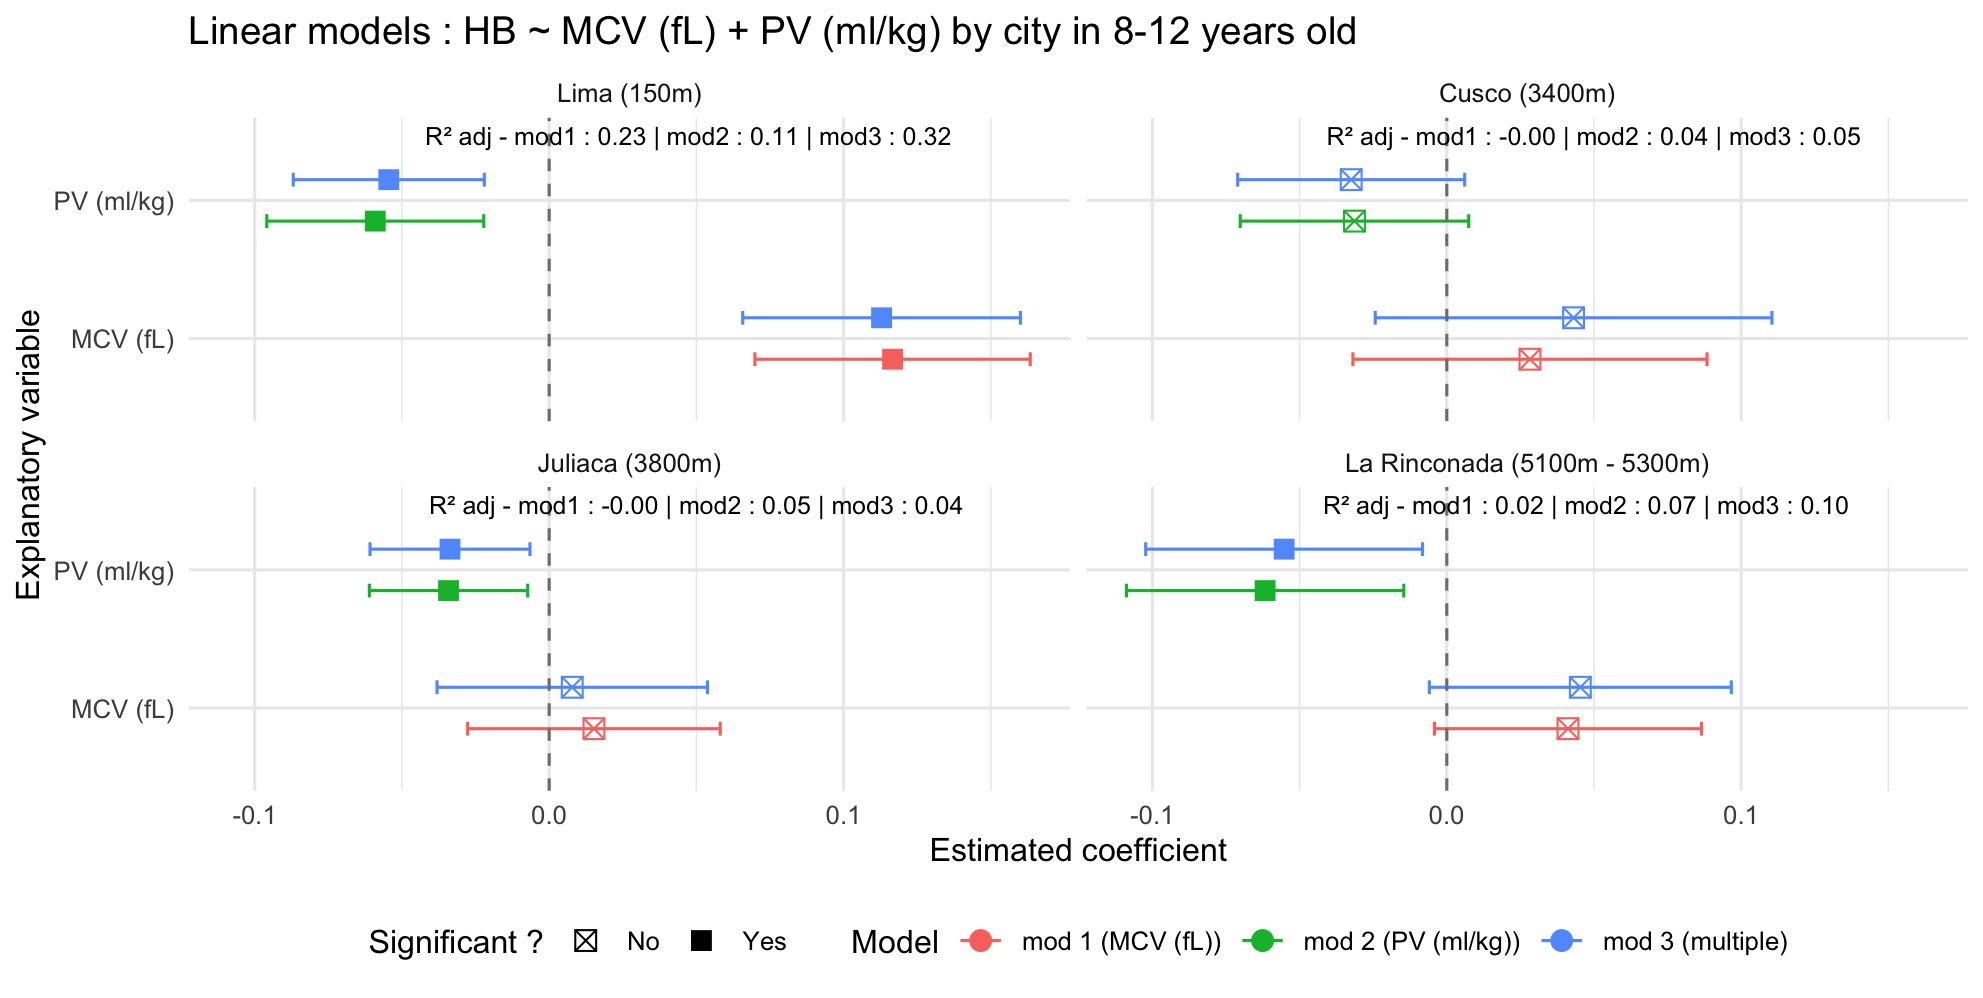 Linear models : HB ~ MCV (fL) + PV (ml/kg) by city in 8-12 years old
Lima (150m)
Cusco (3400m)
R² adj - mod1 : 0.23 | mod2 : 0.11 | mod3 : 0.32
R² adj - mod1 : -0.00 | mod2 : 0.04 | mod3 : 0.05
PV (ml/kg)
MCV (fL)
Explanatory variable
Juliaca (3800m)
La Rinconada (5100m - 5300m)
R² adj - mod1 : -0.00 | mod2 : 0.05 | mod3 : 0.04
R² adj - mod1 : 0.02 | mod2 : 0.07 | mod3 : 0.10
PV (ml/kg)
MCV (fL)
-0.1 0.0 0.1
-0.1 0.0 0.1
Estimated coefficient
Significant ? No Yes Model mod 1 (MCV (fL)) mod 2 (PV (ml/kg)) mod 3 (multiple)